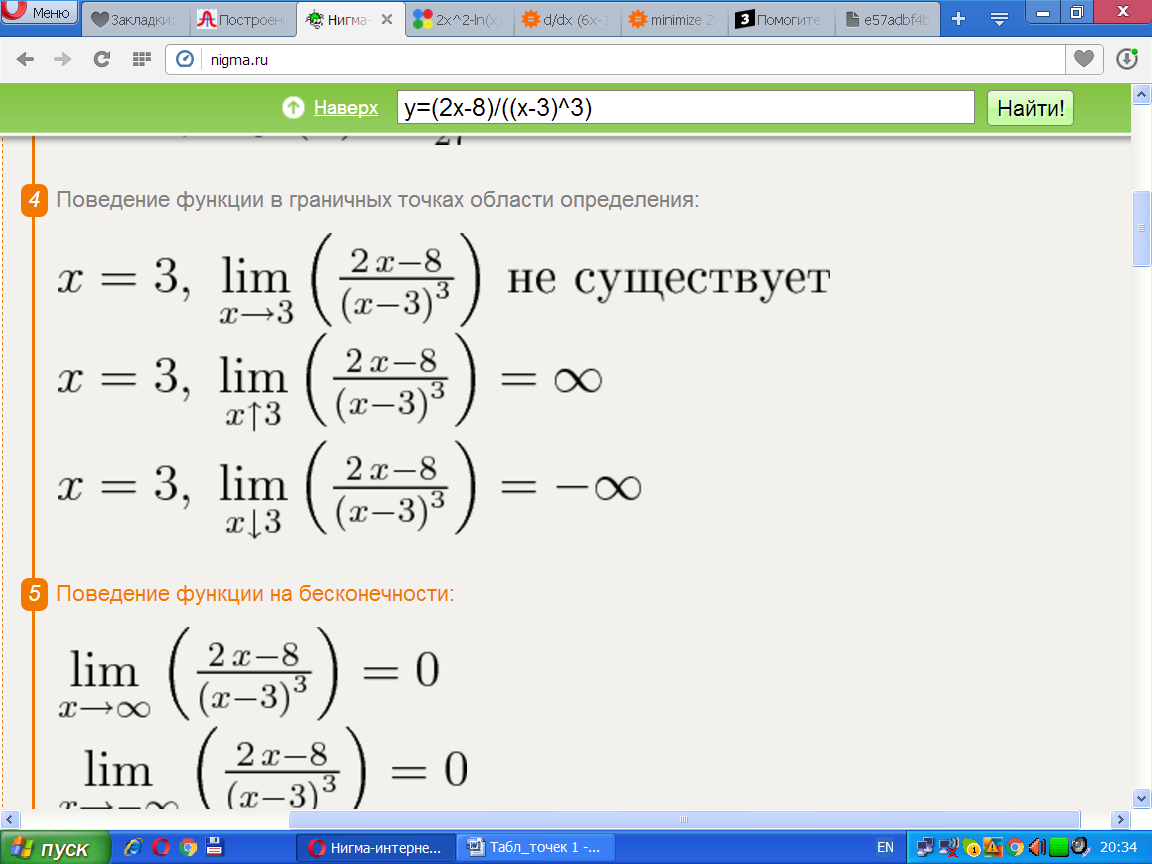 Меню
Закладки
Построен
Нигма-
2x^2-ln(x)
d/dx (6x-1
minimize 2
Помогите
e57adbf4b
nigma.ru
Наверх
y=(2x-8)/((x-3)^3)
Найти!
27
4 Поведение функции в граничных точках области определения:
x = 3, lim x→3 ((2x−8)/(x−3)^3) не существует
x = 3, lim x↑3 ((2x−8)/(x−3)^3) = ∞
x = 3, lim x↓3 ((2x−8)/(x−3)^3) = −∞
5 Поведение функции на бесконечности:
lim x→∞ ((2x−8)/(x−3)^3) = 0
lim x→−∞ ((2x−8)/(x−3)^3) = 0
пуск
Нигма-интерне...
Табл_точек 1 -...
EN
20:34